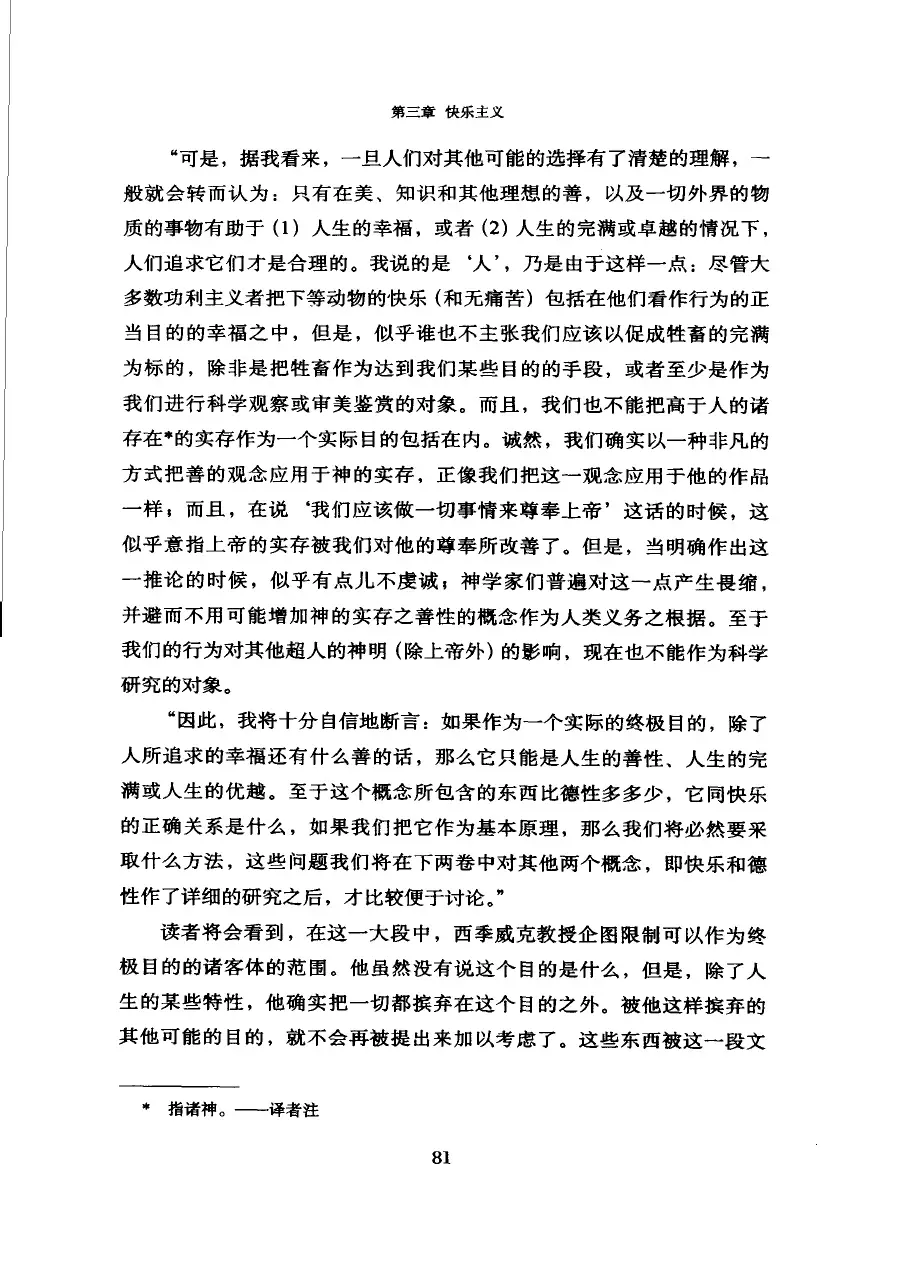 第三章 快乐主义
“可是，据我看来，一旦人们对其他可能的选择有了清楚的理解，一
般就会转而认为：只有在美、知识和其他理想的善，以及一切外界的物
质的事物有助于(1) 人生的幸福，或者(2)人生的完满或卓越的情况下，
人们追求它们才是合理的。我说的是‘人’，乃是由于这样一点：尽管大
多数功利主义者把下等动物的快乐(和无痛苦) 包括在他们看作行为的正
当目的的幸福之中，但是，似乎谁也不主张我们应该以促成牲畜的完满
为标的，除非是把牲畜作为达到我们某些目的的手段，或者至少是作为
我们进行科学观察或审美鉴赏的对象。而且，我们也不能把高于人的诸
存在*的实存作为一个实际目的包括在内。诚然，我们确实以一种非凡的
方式把善的观念应用于神的实存，正像我们把这一观念应用于他的作品
一样；而且，在说‘我们应该做一切事情来尊奉上帝’这话的时候，这
似乎意指上帝的实存被我们对他的尊奉所改善了。但是，当明确作出这
一推论的时候，似乎有点儿不虔诚；神学家们普遍对这一点产生畏缩，
并避而不用可能增加神的实存之善性的概念作为人类义务之根据。至于
我们的行为对其他超人的神明(除上帝外)的影响，现在也不能作为科学
研究的对象。
“因此，我将十分自信地断言：如果作为一个实际的终极目的，除了
人所追求的幸福还有什么善的话，那么它只能是人生的善性、人生的完
满或人生的优越。至于这个概念所包含的东西比德性多多少，它同快乐
的正确关系是什么，如果我们把它作为基本原理，那么我们将必然要采
取什么方法，这些问题我们将在下两卷中对其他两个概念，即快乐和德
性作了详细的研究之后，才比较便于讨论。”
读者将会看到，在这一大段中，西季威克教授企图限制可以作为终
极目的的诸客体的范围。他虽然没有说这个目的是什么，但是，除了人
生的某些特性，他确实把一切都摈弃在这个目的之外。被他这样摈弃的
其他可能的目的，就不会再被提出来加以考虑了。这些东西被这一段文
* 指诸神。——译者注
81